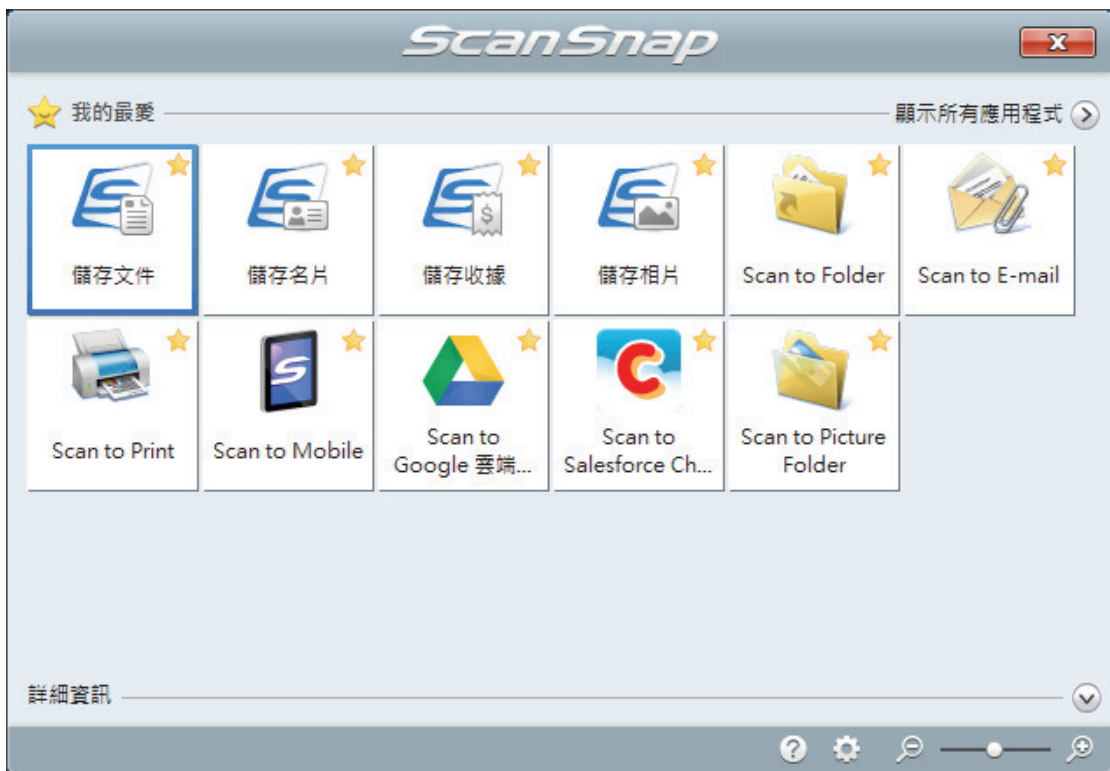 ScanSnap
我的最愛
顯示所有應用程式
儲存文件
儲存名片
儲存收據
儲存相片
Scan to Folder
Scan to E-mail
Scan to Print
Scan to Mobile
Scan to
Google 雲端...
Scan to
Salesforce Ch...
Scan to Picture
Folder
詳細資訊